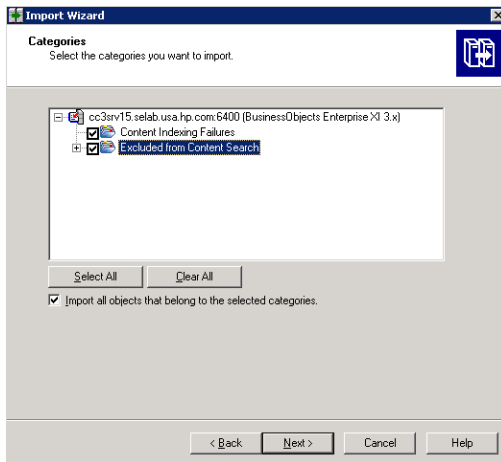 Import Wizard
Categories
Select the categories you want to import.
cc3srv15.selab.usa.hp.com:6400 (BusinessObjects Enterprise XI 3.x)
Content Indexing Failures
Excluded from Content Search
Select All Clear All
Import all objects that belong to the selected categories.
< Back Next > Cancel Help